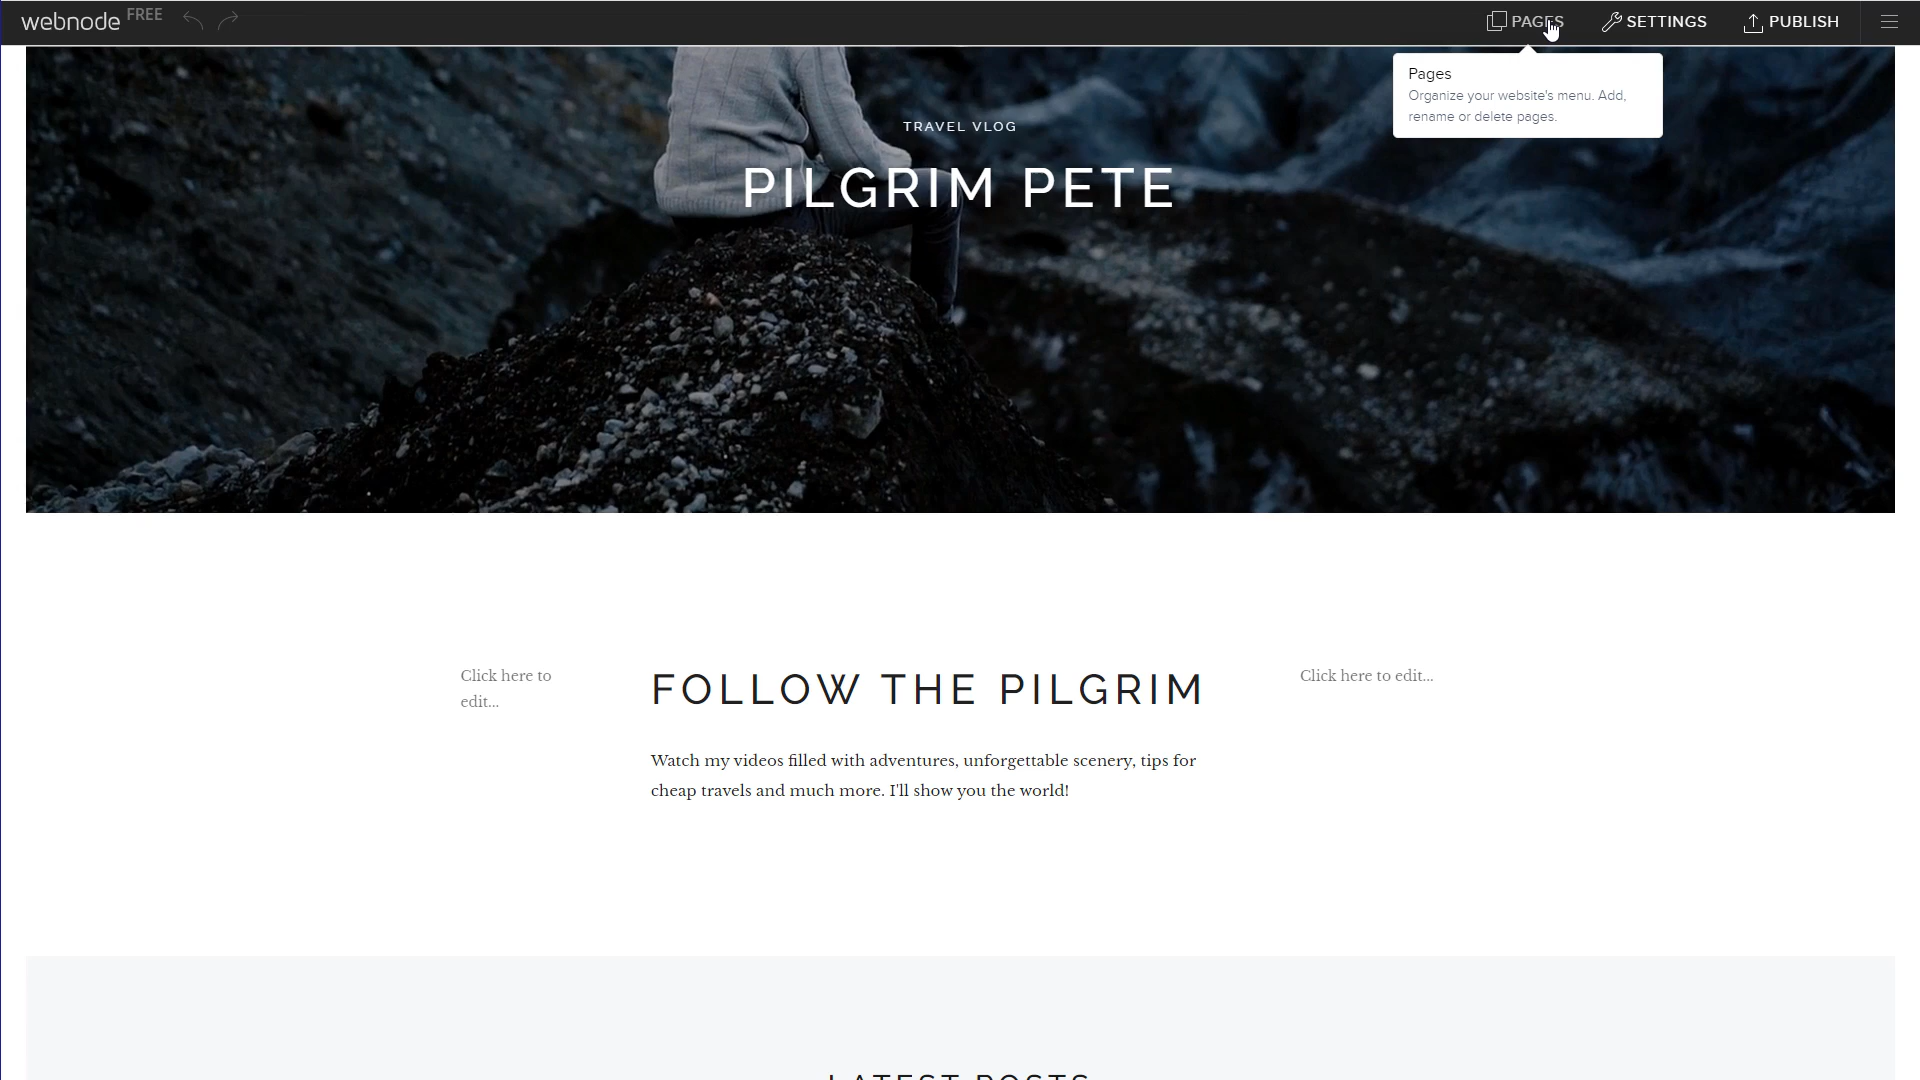 webnode FREE
PAGES
SETTINGS
PUBLISH
Pages
Organize your website's menu. Add,
rename or delete pages.
TRAVEL VLOG
PILGRIM PETE
Click here to
edit...
FOLLOW THE PILGRIM
Click here to edit...
Watch my videos filled with adventures, unforgettable scenery, tips for
cheap travels and much more. I'll show you the world!
LATEST POSTS